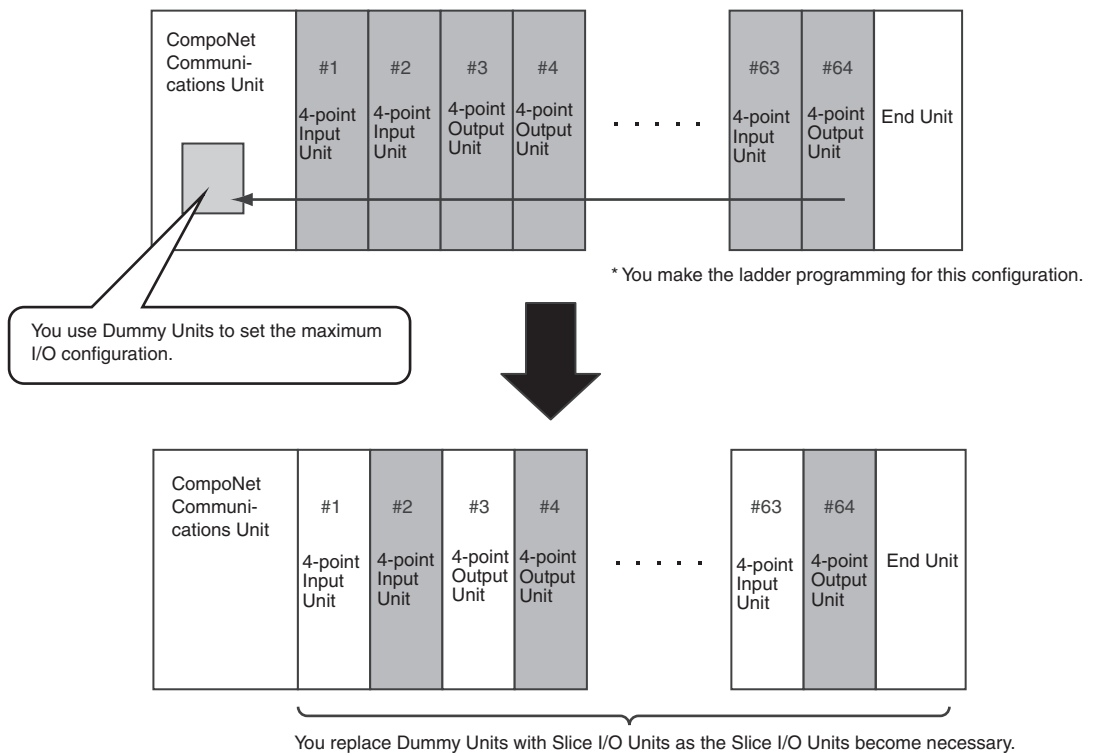 CompoNet
Communi-
cations Unit
#1
#2
#3
#4
#63
#64
4-point
Input
Unit
4-point
Input
Unit
4-point
Output
Unit
4-point
Output
Unit
. . . . .
4-point
Input
Unit
4-point
Output
Unit
End Unit
* You make the ladder programming for this configuration.
You use Dummy Units to set the maximum
I/O configuration.
CompoNet
Communi-
cations Unit
#1
#2
#3
#4
#63
#64
4-point
Input
Unit
4-point
Input
Unit
4-point
Output
Unit
4-point
Output
Unit
. . . . .
4-point
Input
Unit
4-point
Output
Unit
End Unit
You replace Dummy Units with Slice I/O Units as the Slice I/O Units become necessary.